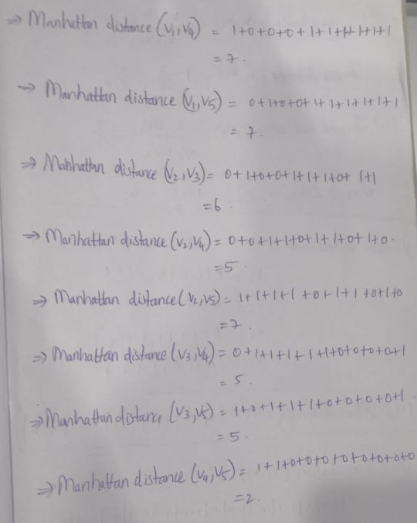 ⇒ Manhattan distance (V1,V4) = 1+0+0+0+1+1+1+1+1+1
= 7.
⇒ Manhattan distance (V1,V5) = 0+1+0+0+1+1+1+1+1+1
= 7.
⇒ Manhattan distance (V2,V3) = 0+1+0+0+1+1+1+0+1+1
= 6
⇒ Manhattan distance (V2,V4) = 0+0+1+1+0+1+1+0+1+0.
= 5
⇒ Manhattan distance (V2,V5) = 1+1+1+1+0+1+1+0+1+0
= 7
⇒ Manhattan distance (V3,V4) = 0+1+1+1+1+1+0+0+0+0+1
= 5.
⇒ Manhattan distance (V3,V5) = 1+0+1+1+1+0+0+0+0+1
= 5.
⇒ Manhattan distance (V4,V5) = 1+1+0+0+0+0+0+0+0+0
= 2.